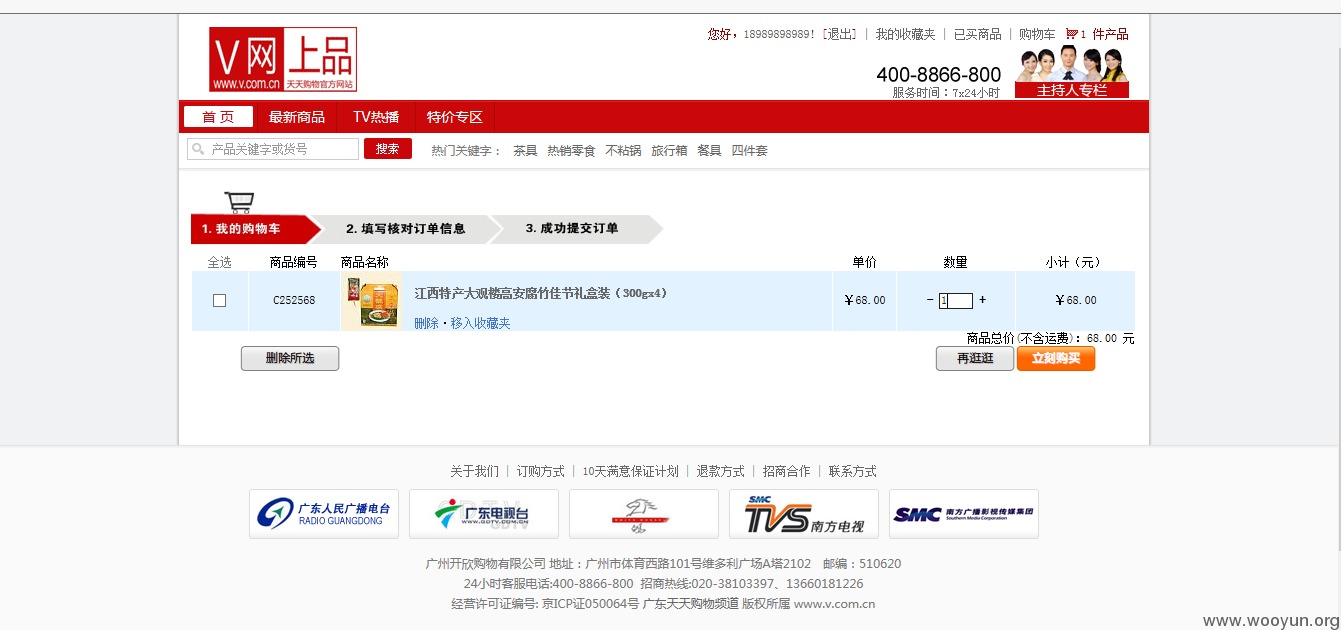 V网上品
www.v.com.cn 天天购物官方网站
您好，18989898989! [退出] | 我的收藏夹 | 已买商品 | 购物车 1 件产品
400-8866-800
服务时间：7x24小时
主持人专栏
首 页 最新商品 TV热播 特价专区
产品关键字或货号 搜索 热门关键字： 茶具 热销零食 不粘锅 旅行箱 餐具 四件套
1. 我的购物车 2. 填写核对订单信息 3. 成功提交订单
全选 商品编号 商品名称 单价 数量 小计（元）
C252568 江西特产大观楼高安腐竹佳节礼盒装（300gx4） ￥68.00 - 1 + ￥68.00
删除·移入收藏夹
商品总价(不含运费)：68.00 元
删除所选 再逛逛 立刻购买
关于我们 | 订购方式 | 10天满意保证计划 | 退款方式 | 招商合作 | 联系方式
广东人民广播电台
RADIO GUANGDONG
广东电视台
WWW.GDTV.COM.CN
SMC
TVS 南方电视
SMC 南方广播影视传媒集团
Southern Media Corporation
广州开欣购物有限公司 地址：广州市体育西路101号维多利广场A塔2102 邮编：510620
24小时客服电话:400-8866-800 招商热线:020-38103397、13660181226
经营许可证编号: 京ICP证050064号 广东天天购物频道 版权所属 www.v.com.cn
www.wooyun.org